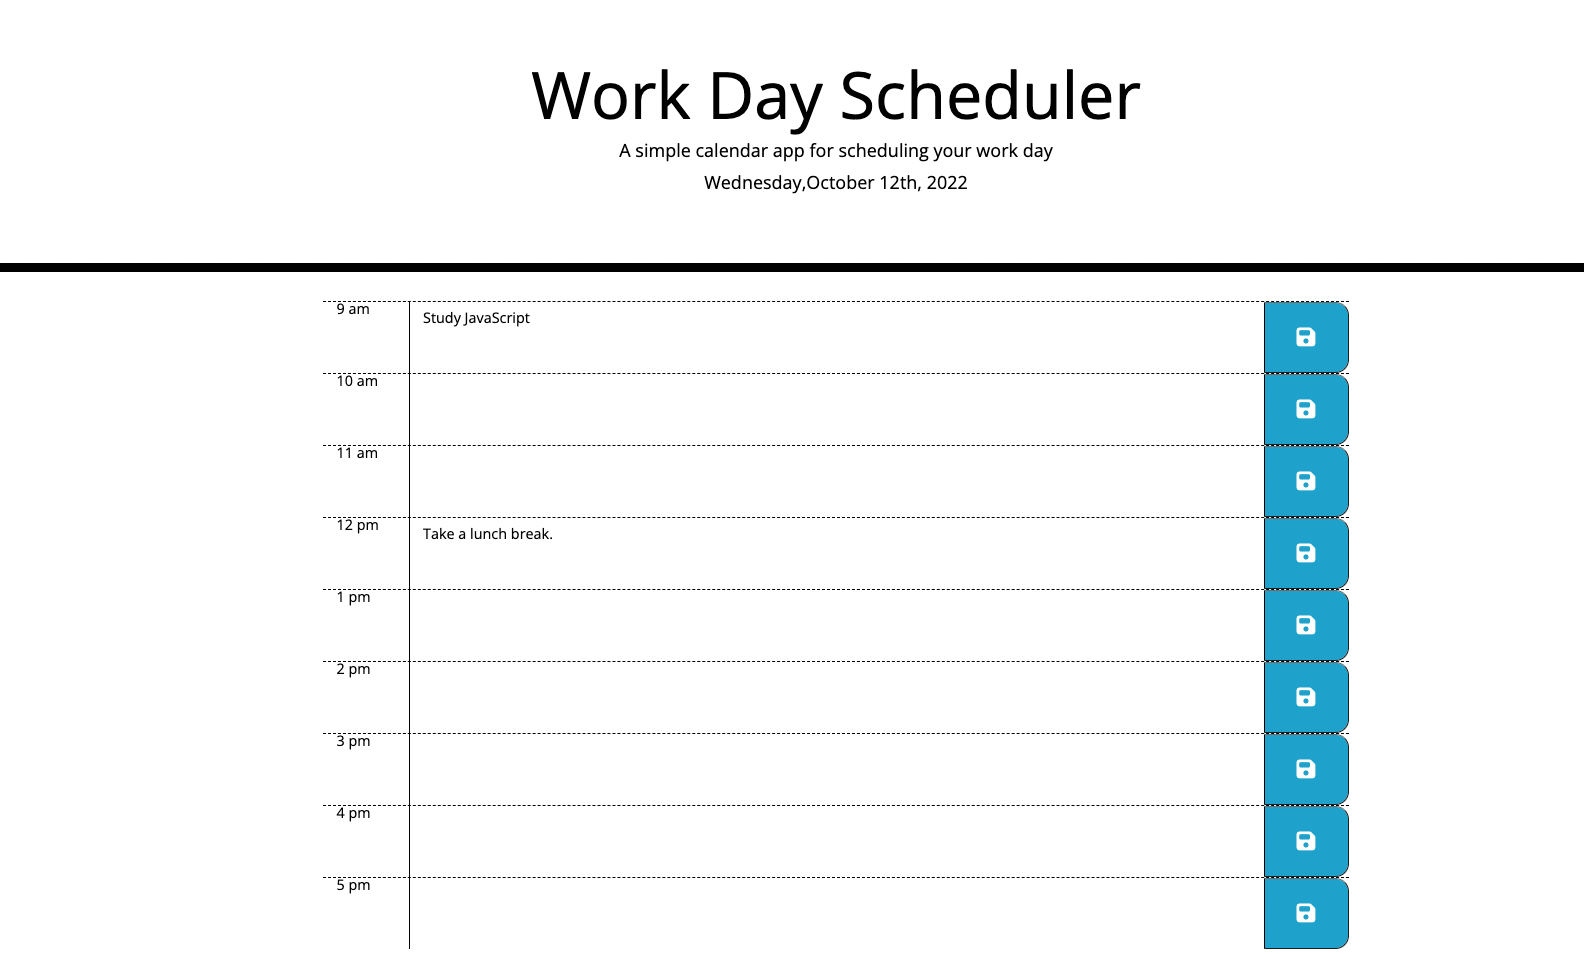 Work Day Scheduler
A simple calendar app for scheduling your work day
Wednesday,October 12th, 2022
9 am
Study JavaScript
10 am
11 am
12 pm
Take a lunch break.
1 pm
2 pm
3 pm
4 pm
5 pm